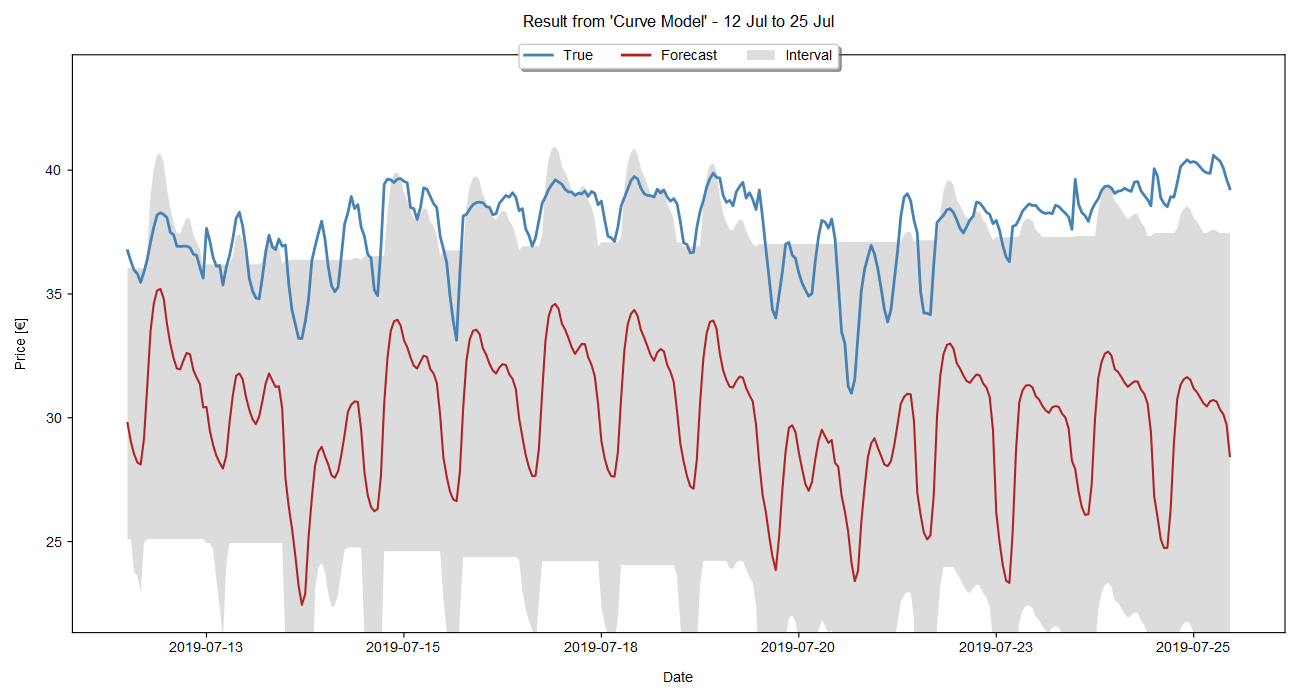 Result from 'Curve Model' - 12 Jul to 25 Jul
True Forecast Interval
Price [€]
40
35
30
25
2019-07-13 2019-07-15 2019-07-18 2019-07-20 2019-07-23 2019-07-25
Date